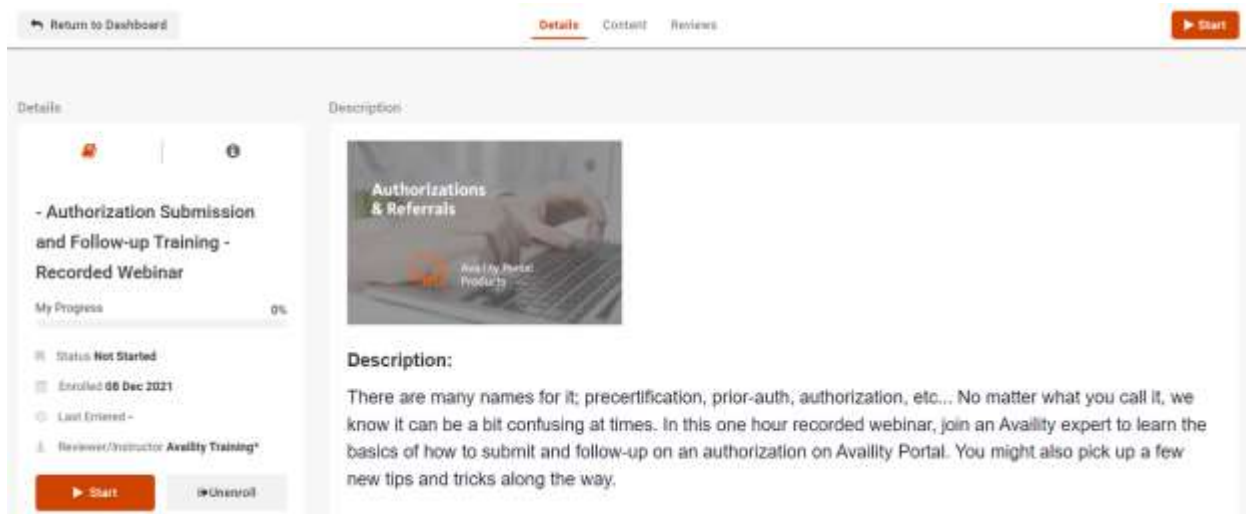 Return to Dashboard
Details Content Reviews
Start
Details
Description
- Authorization Submission
and Follow-up Training -
Recorded Webinar
My Progress 0%
Status Not Started
Enrolled 08 Dec 2021
Last Entered -
Reviewer/Instructor Availity Training*
Start Unenroll
Authorizations
& Referrals
Availity Portal
Products
Description:
There are many names for it; precertification, prior-auth, authorization, etc... No matter what you call it, we
know it can be a bit confusing at times. In this one hour recorded webinar, join an Availity expert to learn the
basics of how to submit and follow-up on an authorization on Availity Portal. You might also pick up a few
new tips and tricks along the way.